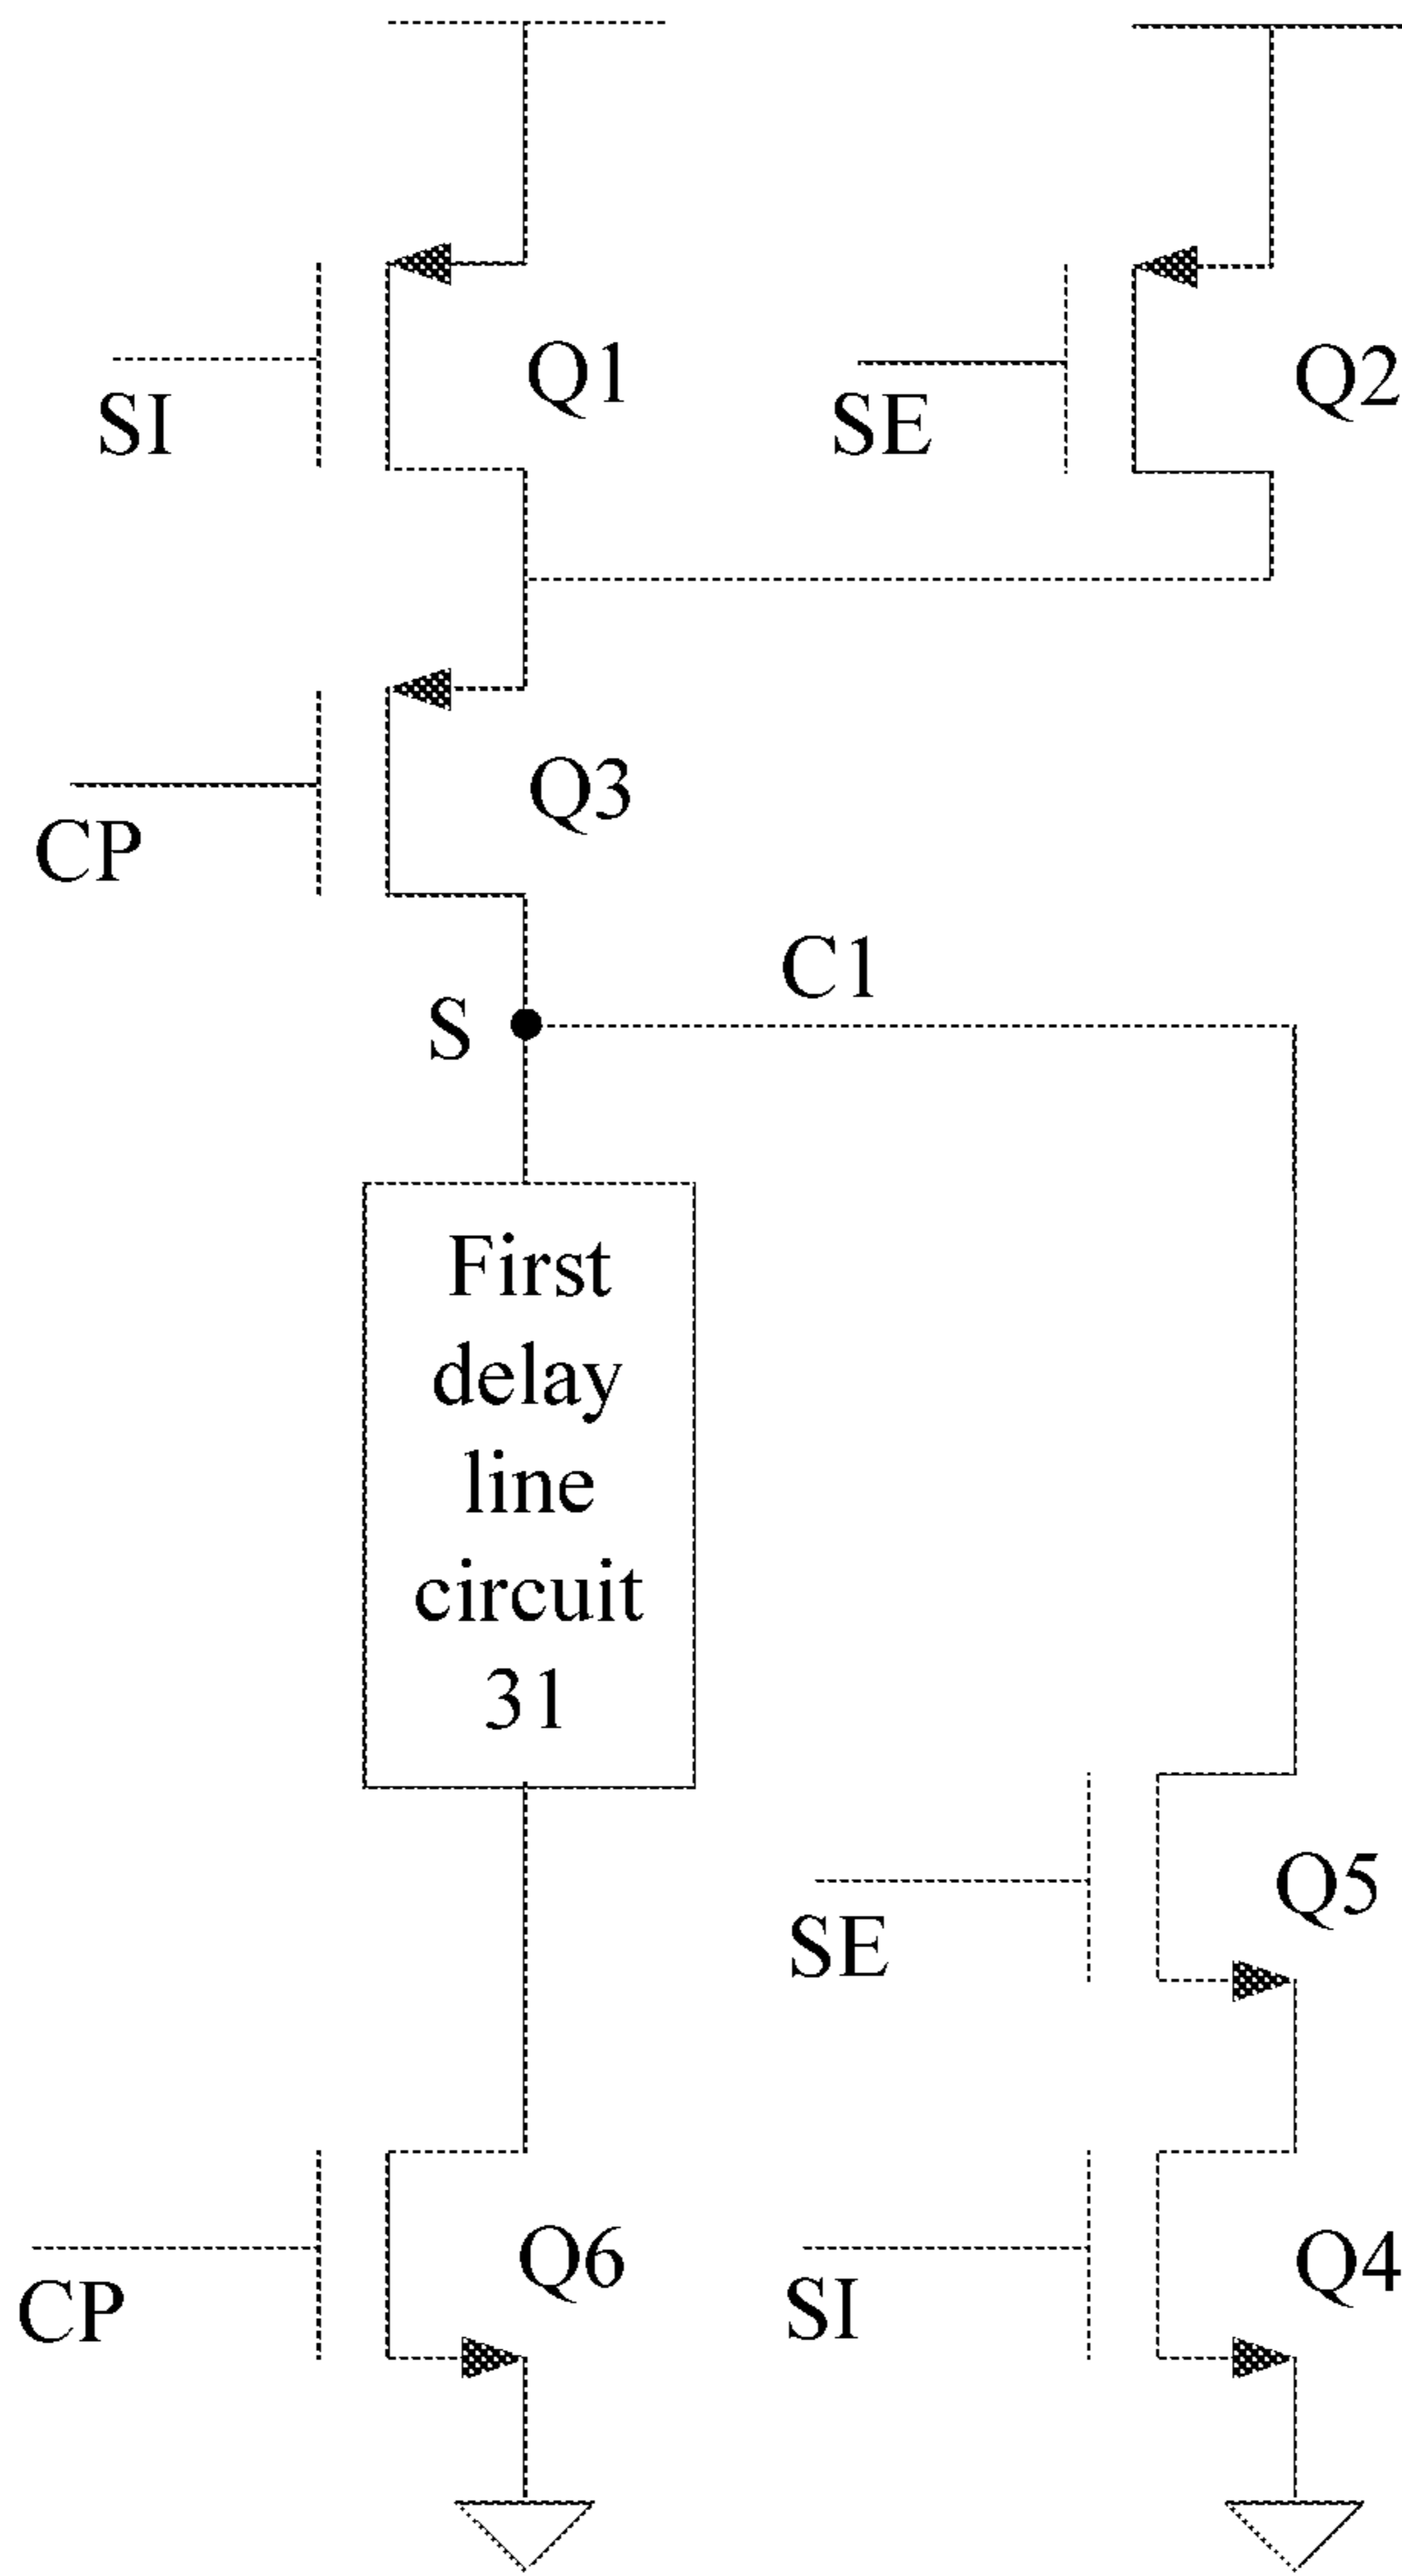 Q1
Q2
SI
SE
Q3
CP
C1
S
First
delay
line
circuit
31
Q5
SE
Q6
Q4
CP
SI